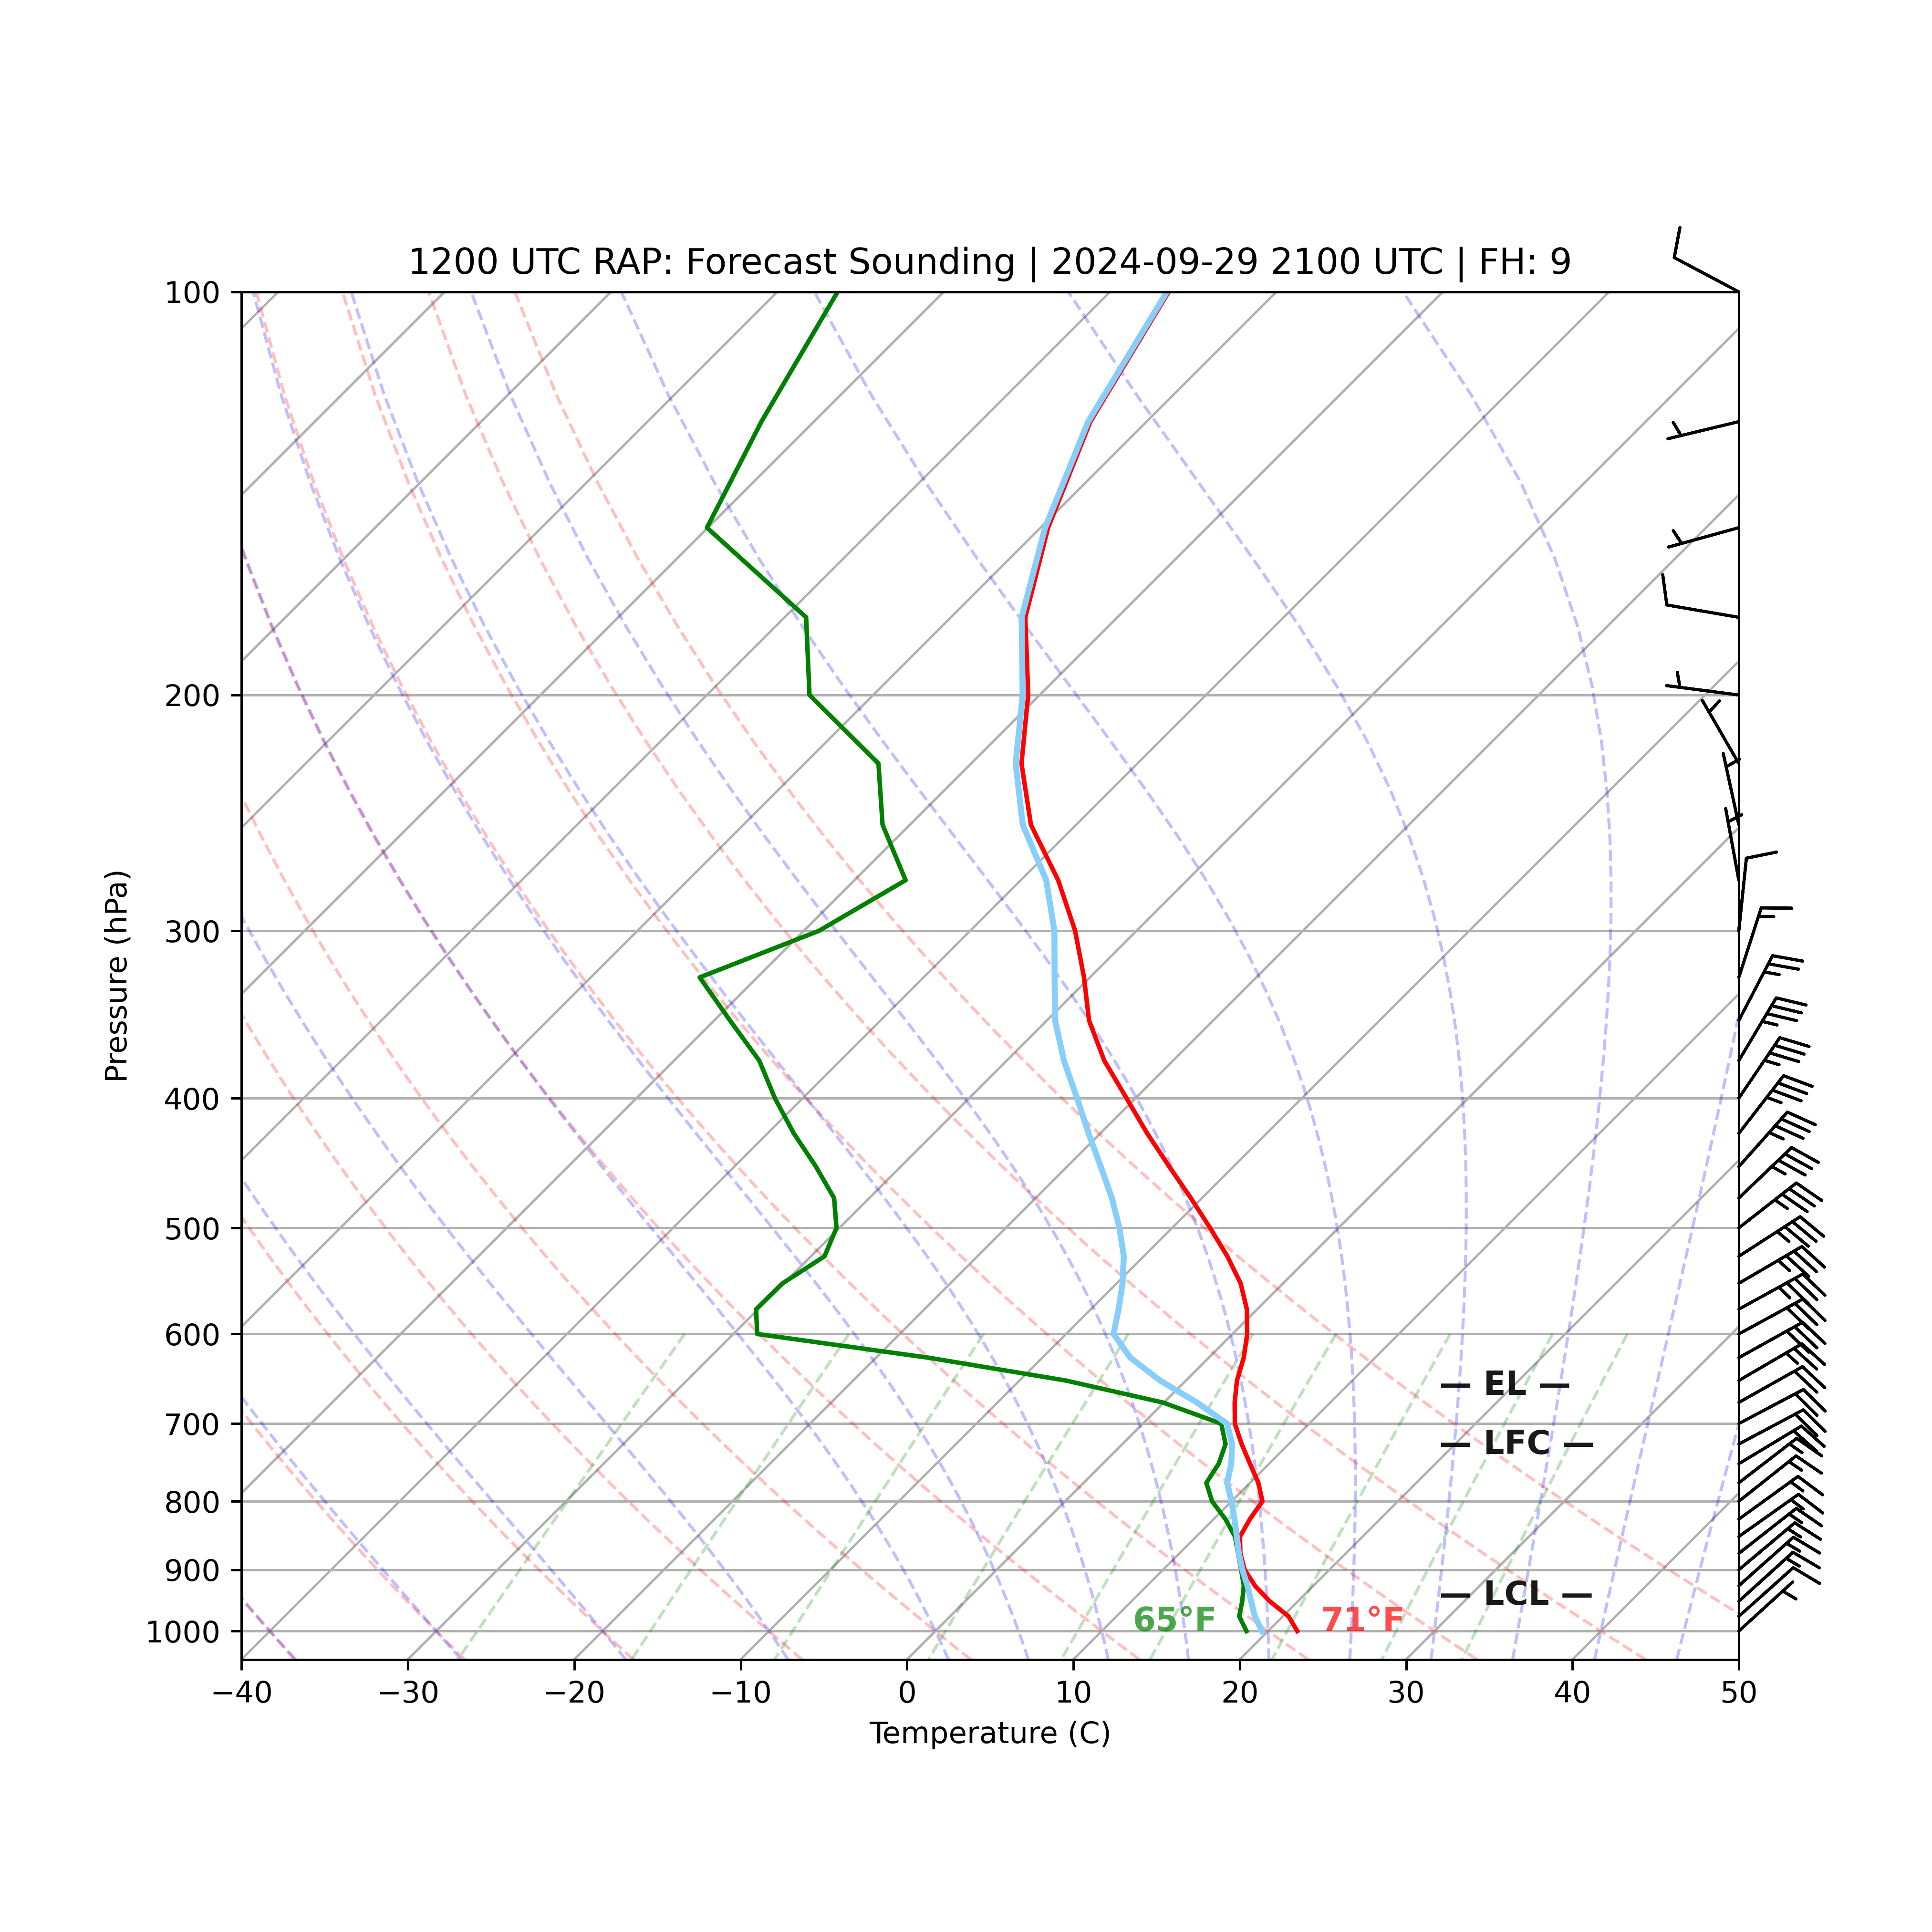 1200 UTC RAP: Forecast Sounding | 2024-09-29 2100 UTC | FH: 9
100
200
300
400
500
600
700
800
900
1000
Pressure (hPa)
— EL —
— LFC —
— LCL —
65°F 71°F
−40 −30 −20 −10 0 10 20 30 40 50
Temperature (C)